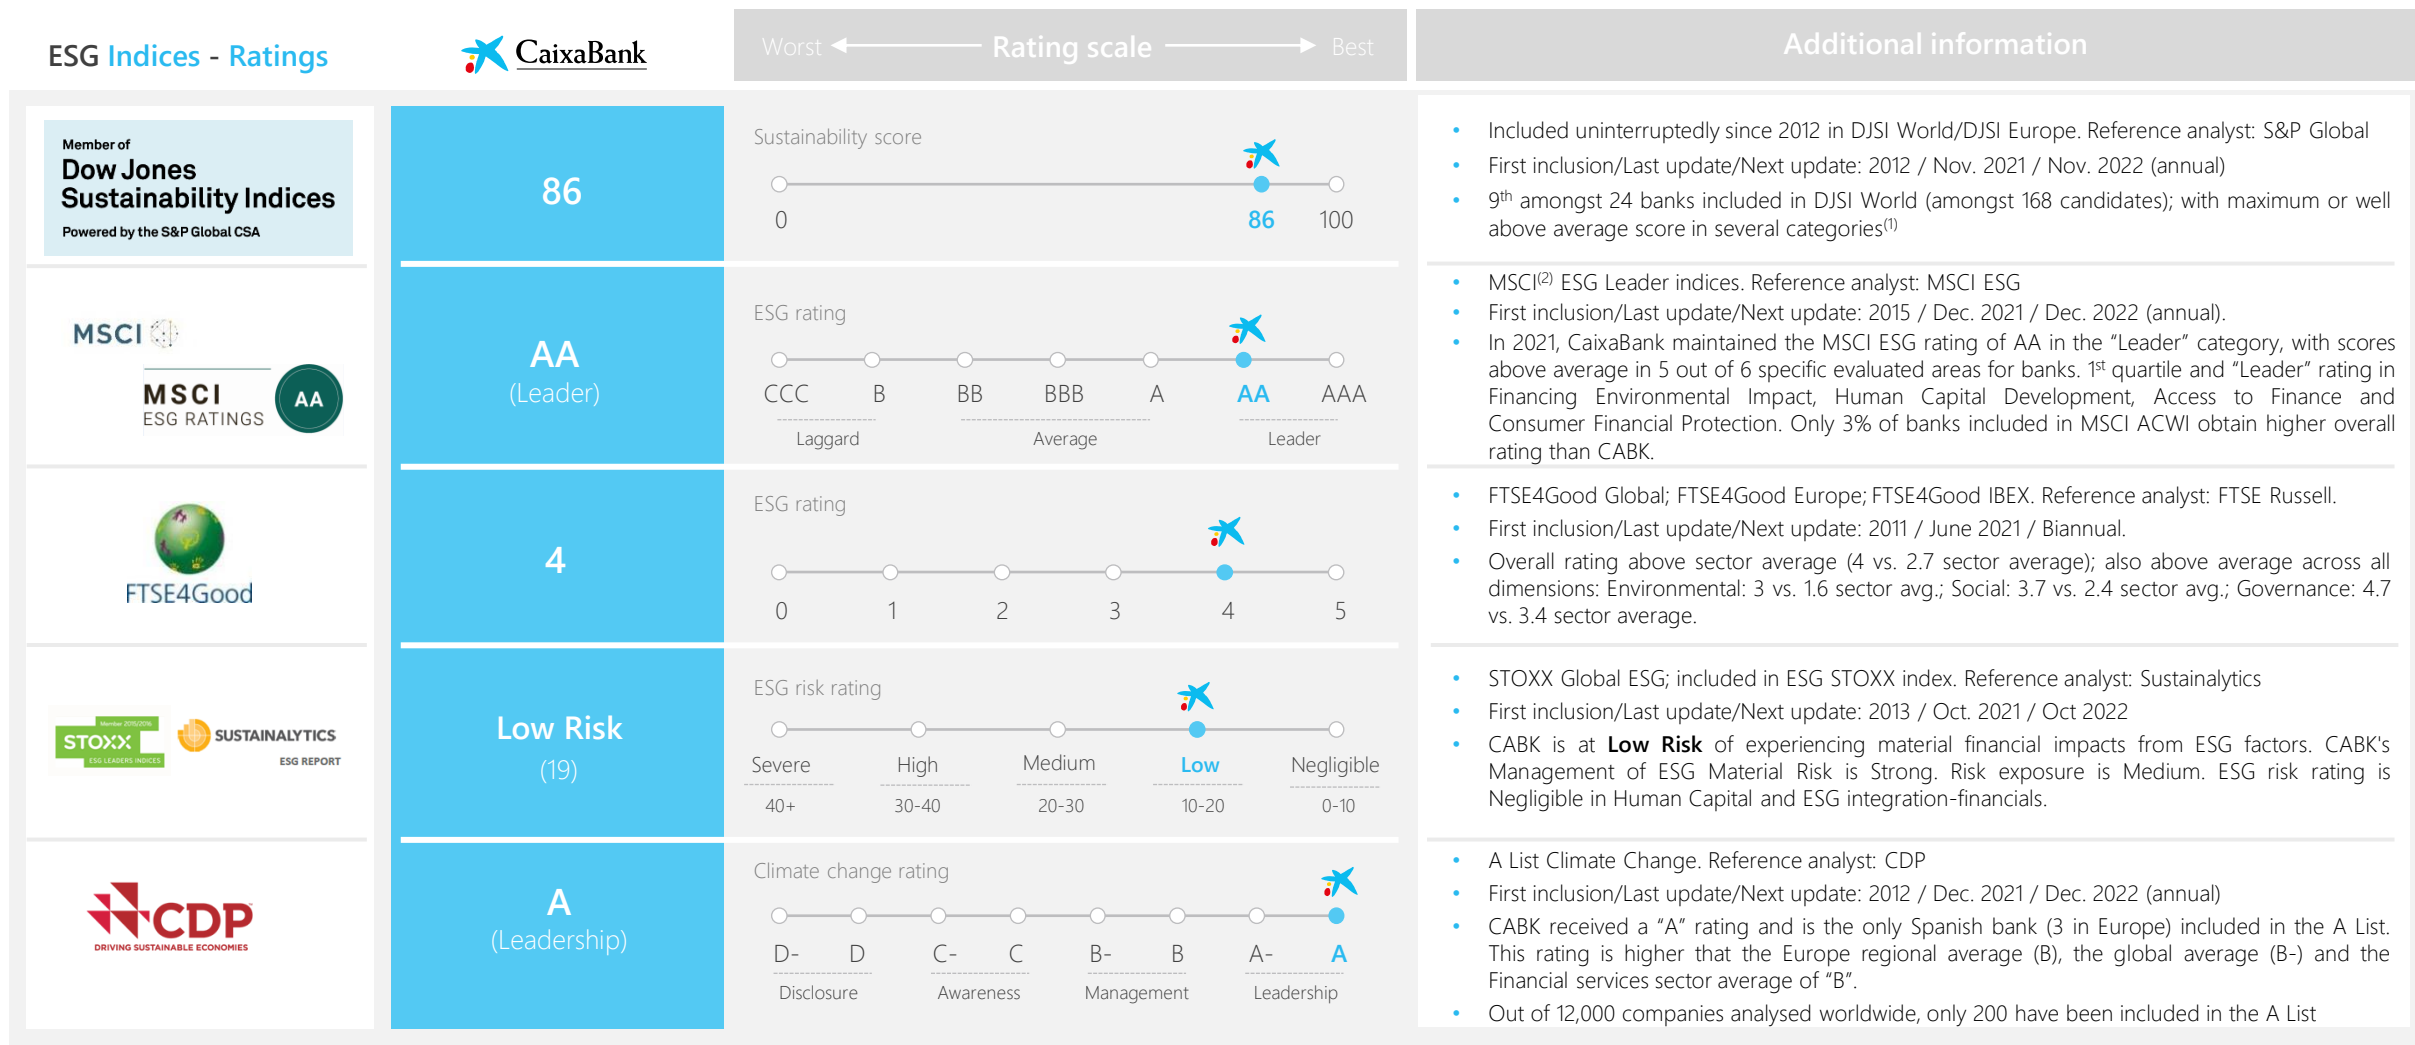 ESG Indices - Ratings
CaixaBank
Worst
Rating scale
Best
Additional information
Member of
Dow Jones
Sustainability Indices
Powered by the S&P Global CSA
86
Sustainability score
0
86
100
• Included uninterruptedly since 2012 in DJSI World/DJSI Europe. Reference analyst: S&P Global
• First inclusion/Last update/Next update: 2012 / Nov. 2021 / Nov. 2022 (annual)
• 9th amongst 24 banks included in DJSI World (amongst 168 candidates); with maximum or well
above average score in several categories(1)
MSCI
MSCI
ESG RATINGS
AA
AA
(Leader)
ESG rating
CCC B BB BBB A AA AAA
Laggard Average Leader
• MSCI(2) ESG Leader indices. Reference analyst: MSCI ESG
• First inclusion/Last update/Next update: 2015 / Dec. 2021 / Dec. 2022 (annual).
• In 2021, CaixaBank maintained the MSCI ESG rating of AA in the “Leader” category, with scores
above average in 5 out of 6 specific evaluated areas for banks. 1st quartile and “Leader” rating in
Financing Environmental Impact, Human Capital Development, Access to Finance and
Consumer Financial Protection. Only 3% of banks included in MSCI ACWI obtain higher overall
rating than CABK.
FTSE4Good
4
ESG rating
0 1 2 3 4 5
• FTSE4Good Global; FTSE4Good Europe; FTSE4Good IBEX. Reference analyst: FTSE Russell.
• First inclusion/Last update/Next update: 2011 / June 2021 / Biannual.
• Overall rating above sector average (4 vs. 2.7 sector average); also above average across all
dimensions: Environmental: 3 vs. 1.6 sector avg.; Social: 3.7 vs. 2.4 sector avg.; Governance: 4.7
vs. 3.4 sector average.
Member 2015/2016
STOXX
ESG LEADERS INDICES
SUSTAINALYTICS
ESG REPORT
Low Risk
(19)
ESG risk rating
Severe High Medium Low Negligible
40+ 30-40 20-30 10-20 0-10
• STOXX Global ESG; included in ESG STOXX index. Reference analyst: Sustainalytics
• First inclusion/Last update/Next update: 2013 / Oct. 2021 / Oct 2022
• CABK is at Low Risk of experiencing material financial impacts from ESG factors. CABK's
Management of ESG Material Risk is Strong. Risk exposure is Medium. ESG risk rating is
Negligible in Human Capital and ESG integration-financials.
CDP
DRIVING SUSTAINABLE ECONOMIES
A
(Leadership)
Climate change rating
D- D C- C B- B A- A
Disclosure Awareness Management Leadership
• A List Climate Change. Reference analyst: CDP
• First inclusion/Last update/Next update: 2012 / Dec. 2021 / Dec. 2022 (annual)
• CABK received a “A” rating and is the only Spanish bank (3 in Europe) included in the A List.
This rating is higher that the Europe regional average (B), the global average (B-) and the
Financial services sector average of “B”.
• Out of 12,000 companies analysed worldwide, only 200 have been included in the A List